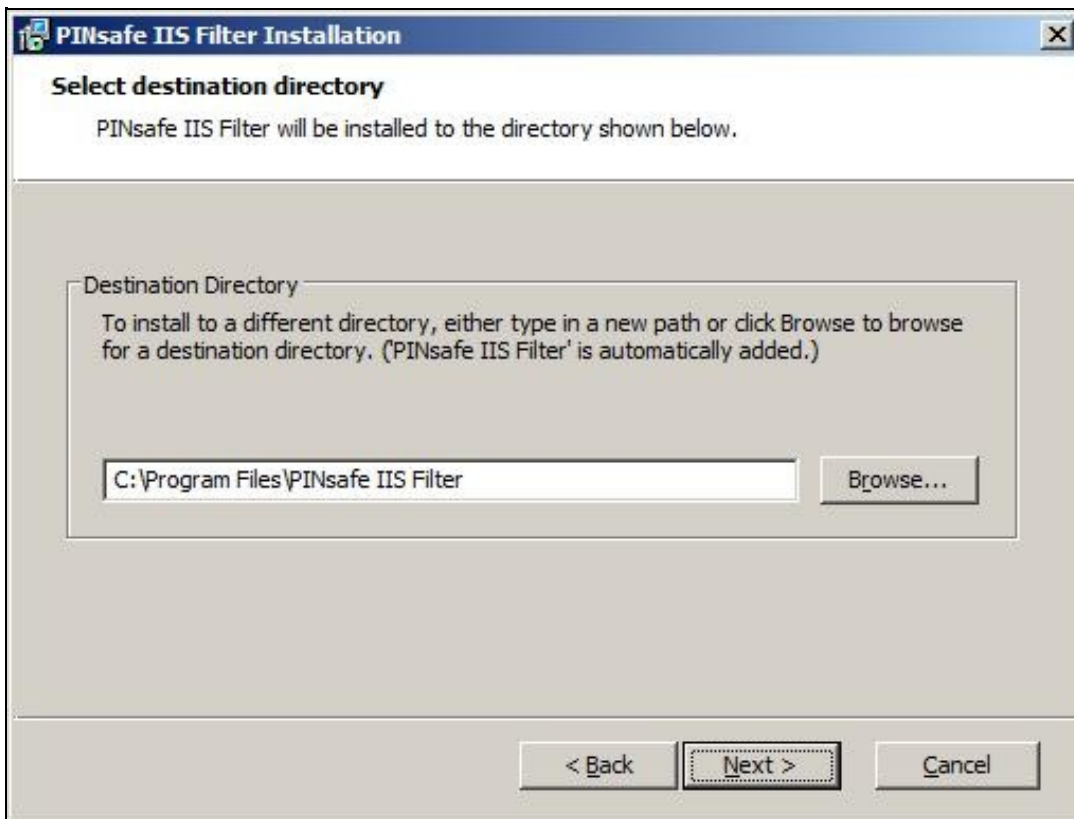 PINsafe IIS Filter Installation
Select destination directory
PINsafe IIS Filter will be installed to the directory shown below.
Destination Directory
To install to a different directory, either type in a new path or click Browse to browse
for a destination directory. ('PINsafe IIS Filter' is automatically added.)
C:\Program Files\PINsafe IIS Filter
Browse...
< Back
Next >
Cancel